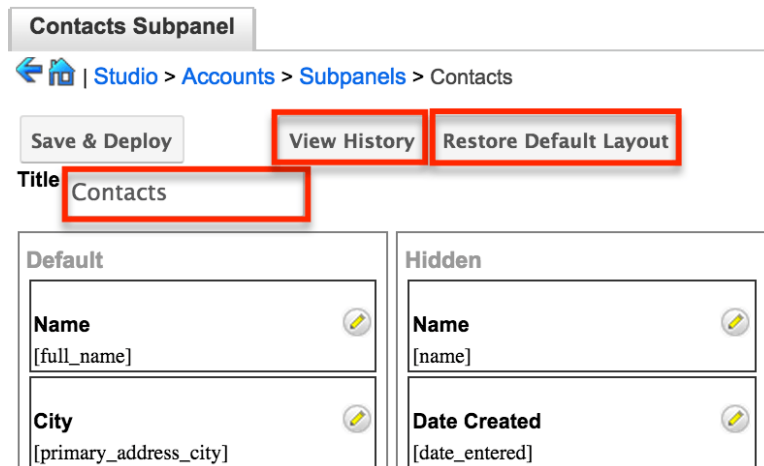 Contacts Subpanel
| Studio > Accounts > Subpanels > Contacts
Save & Deploy View History Restore Default Layout
Title Contacts
Default Hidden
Name Name
[full_name] [name]
City Date Created
[primary_address_city] [date_entered]